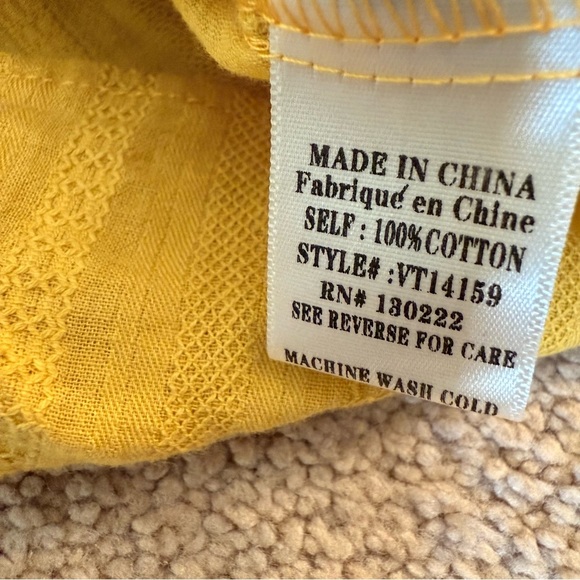 MADE IN CHINA
Fabriqué en Chine
SELF : 100% COTTON
STYLE# :VT14159
RN# 130222
SEE REVERSE FOR CARE
MACHINE WASH COLD